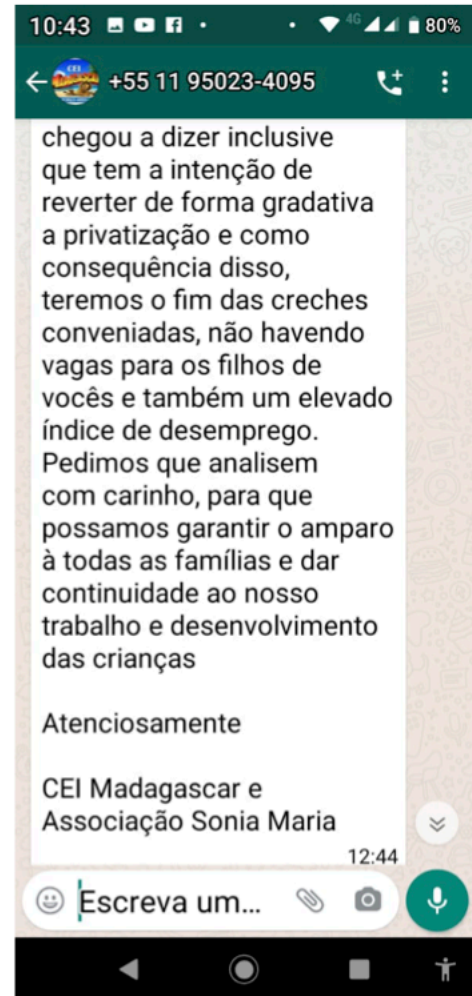 10:43 4G 80%
+55 11 95023-4095
chegou a dizer inclusive
que tem a intenção de
reverter de forma gradativa
a privatização e como
consequência disso,
teremos o fim das creches
conveniadas, não havendo
vagas para os filhos de
vocês e também um elevado
índice de desemprego.
Pedimos que analisem
com carinho, para que
possamos garantir o amparo
à todas as famílias e dar
continuidade ao nosso
trabalho e desenvolvimento
das crianças
Atenciosamente
CEI Madagascar e
Associação Sonia Maria
12:44
Escreva um...